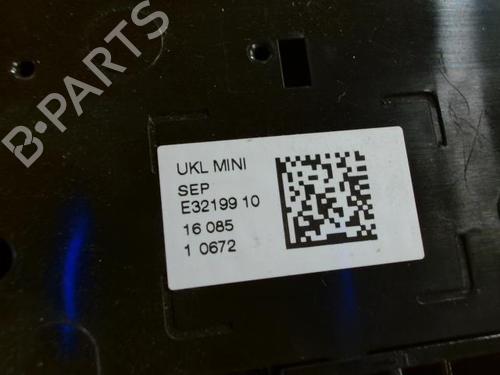 B-PARTS
UKL MINI
SEP
E32199 10
16 085
1 0672